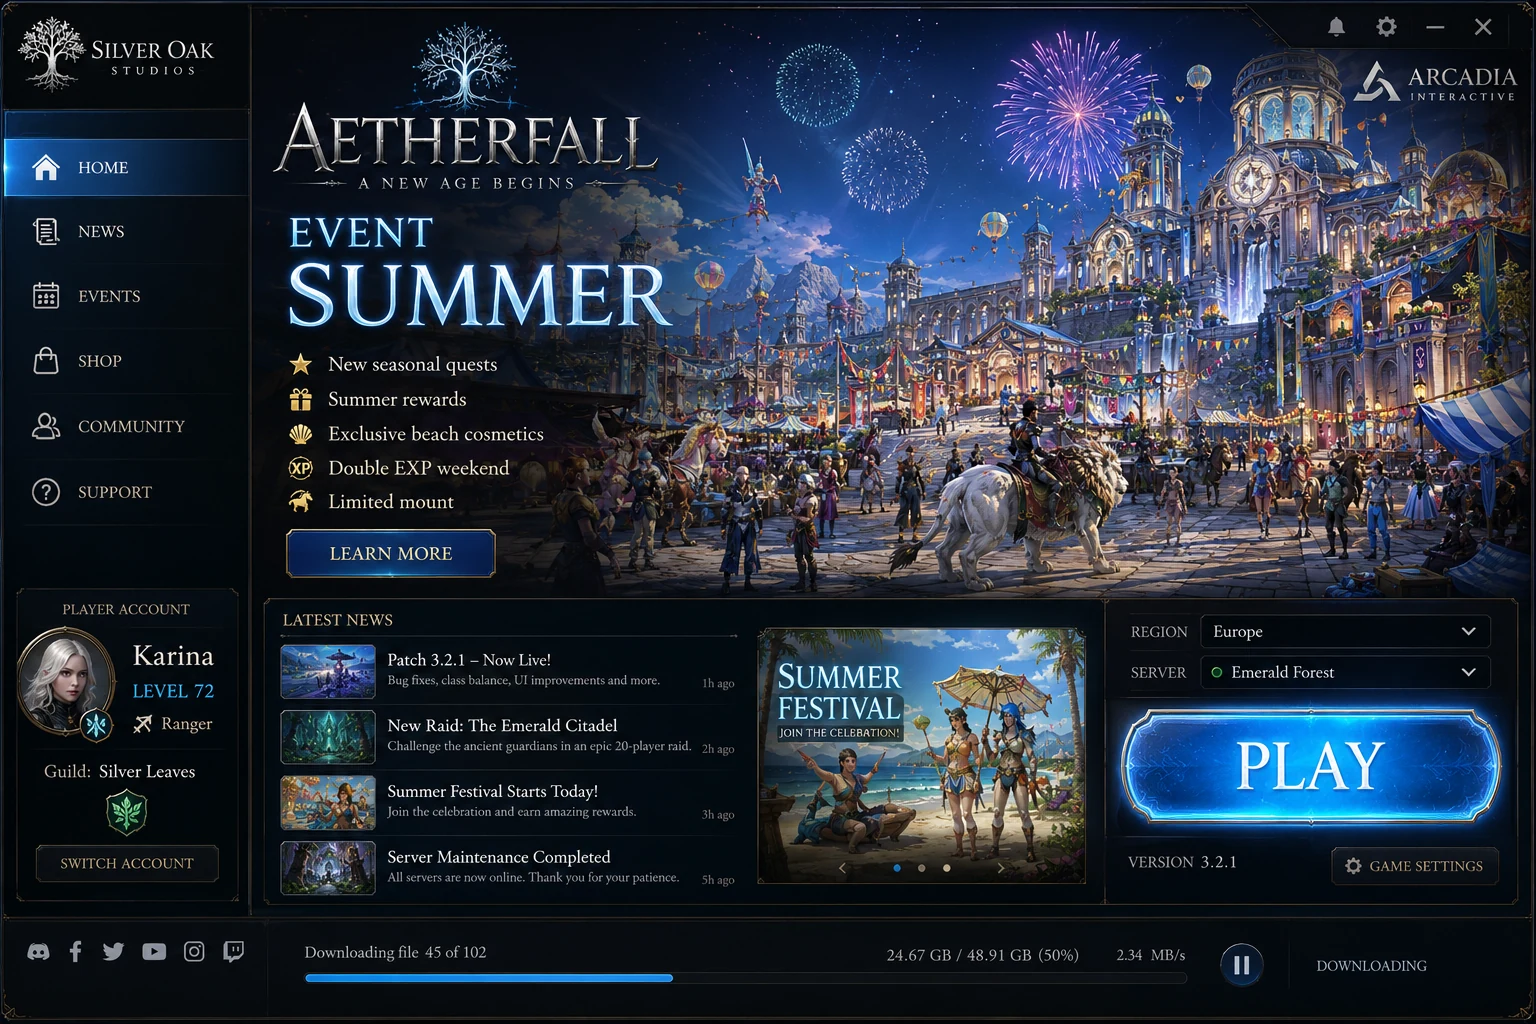 SILVER OAK
STUDIOS
HOME
NEWS
EVENTS
SHOP
COMMUNITY
SUPPORT
PLAYER ACCOUNT
Karina
LEVEL 72
Ranger
Guild: Silver Leaves
SWITCH ACCOUNT
AETHERFALL
A NEW AGE BEGINS
ARCADIA
INTERACTIVE
EVENT
SUMMER
New seasonal quests
Summer rewards
Exclusive beach cosmetics
XP Double EXP weekend
Limited mount
LEARN MORE
LATEST NEWS
Patch 3.2.1 – Now Live!
Bug fixes, class balance, UI improvements and more. 1h ago
New Raid: The Emerald Citadel
Challenge the ancient guardians in an epic 20-player raid. 2h ago
Summer Festival Starts Today!
Join the celebration and earn amazing rewards. 3h ago
Server Maintenance Completed
All servers are now online. Thank you for your patience. 5h ago
SUMMER
FESTIVAL
JOIN THE CELEBRATION!
REGION Europe
SERVER Emerald Forest
PLAY
VERSION 3.2.1
GAME SETTINGS
Downloading file 45 of 102
24.67 GB / 48.91 GB (50%) 2.34 MB/s
DOWNLOADING